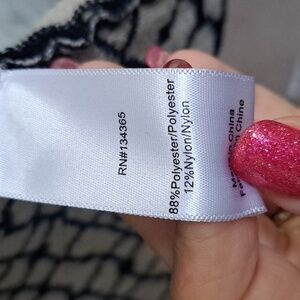 RN#134365
88%Polyester/Polyester
12%Nylon/Nylon
in China
Chine